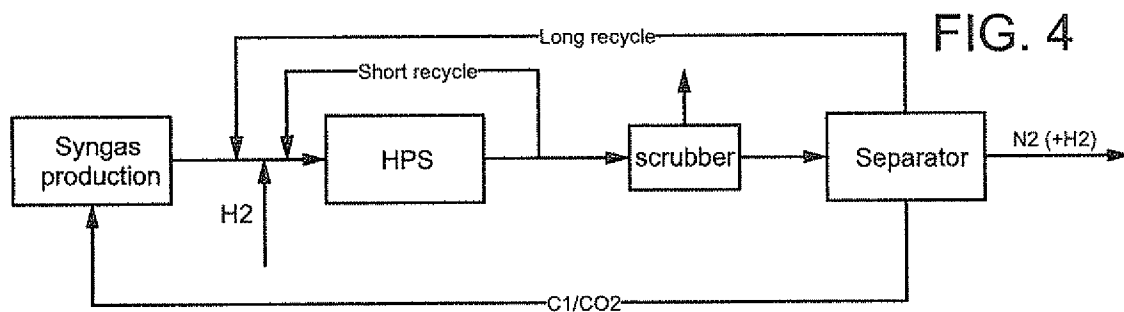 FIG. 4
Long recycle
Short recycle
Syngas
production
HPS
scrubber
Separator
N2 (+H2)
H2
C1/CO2